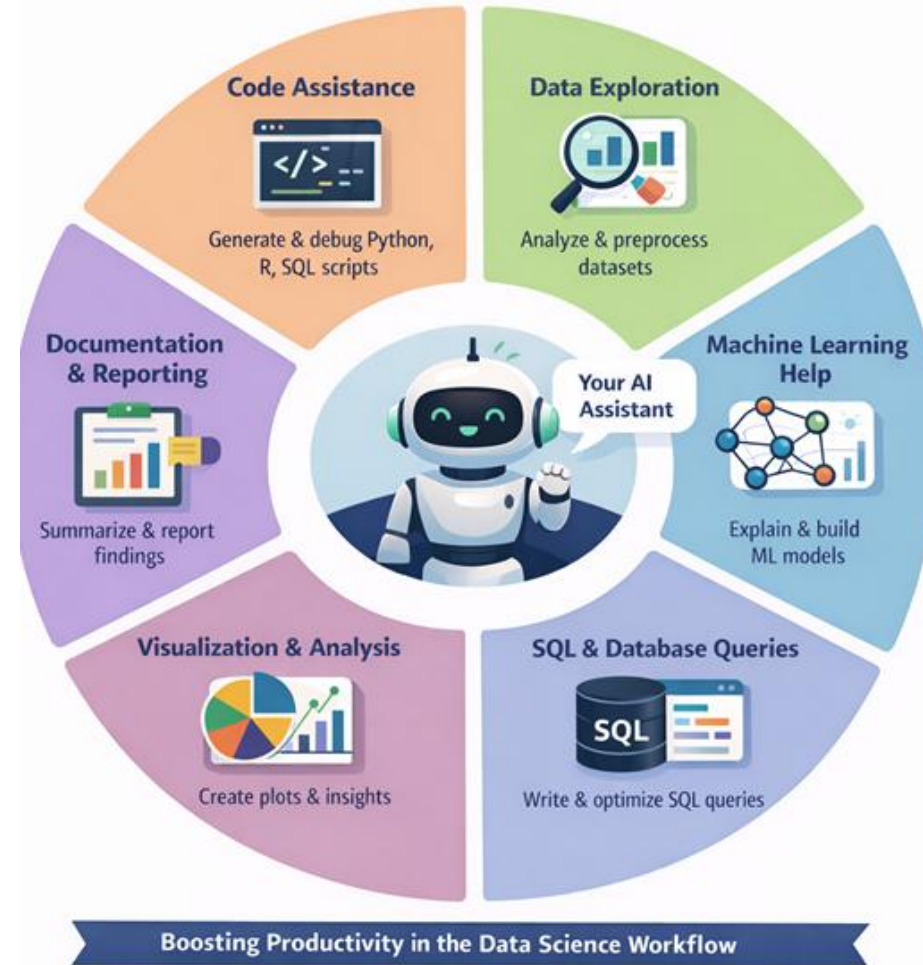 Code Assistance
</>
Generate & debug Python,
R, SQL scripts
Data Exploration
Analyze & preprocess
datasets
Documentation
& Reporting
Summarize & report
findings
Your AI
Assistant
Machine Learning
Help
Explain & build
ML models
Visualization & Analysis
Create plots & insights
SQL & Database Queries
SQL
Write & optimize SQL queries
Boosting Productivity in the Data Science Workflow